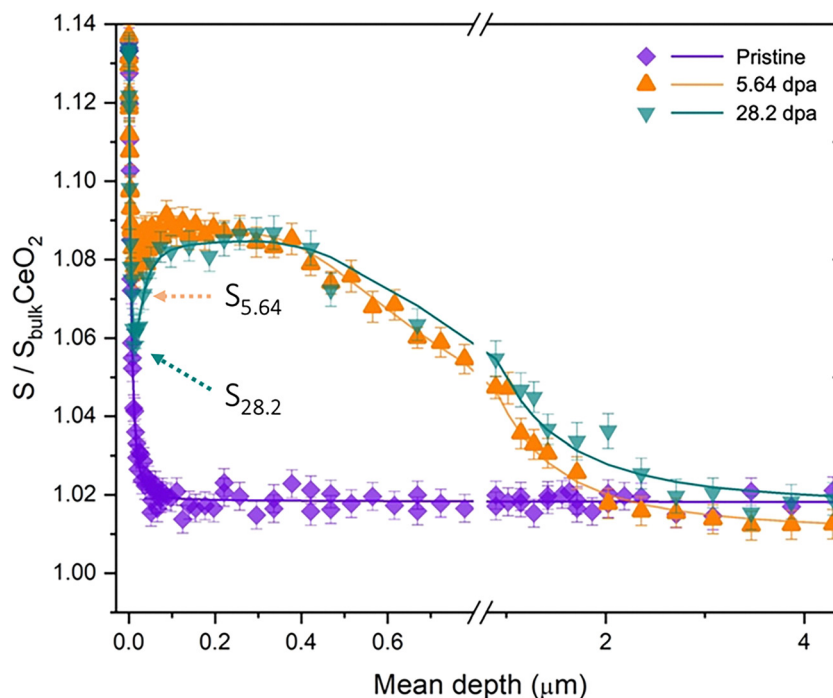 1.14
1.12
1.10
1.08
1.06
1.04
1.02
1.00
S / S_bulkCeO₂
Pristine
5.64 dpa
28.2 dpa
S₅.₆₄
S₂₈.₂
0.0 0.2 0.4 0.6 2 4
Mean depth (μm)